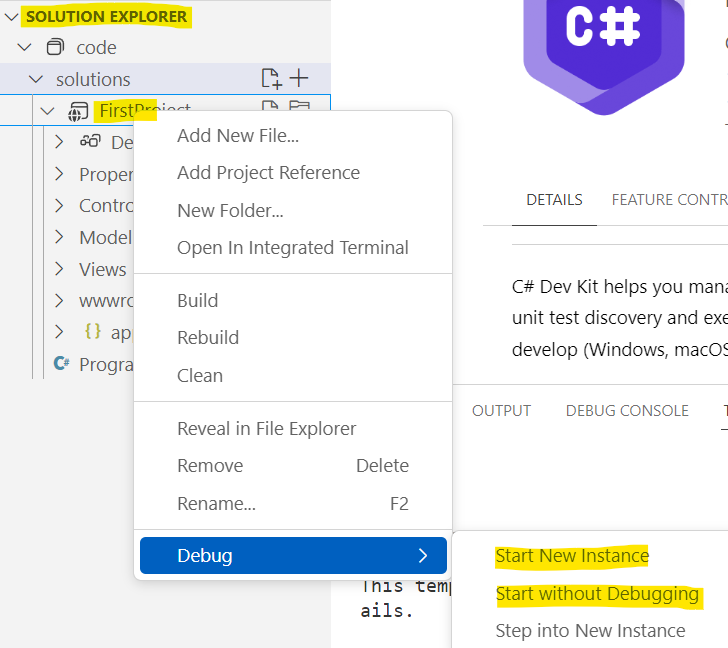 SOLUTION EXPLORER
code
solutions
FirstProject
De
Proper
Contro
Model
Views
wwwro
{} ap
C# Progra
Add New File...
Add Project Reference
New Folder...
Open In Integrated Terminal
Build
Rebuild
Clean
Reveal in File Explorer
Remove Delete
Rename... F2
Debug
Start New Instance
Start without Debugging
Step into New Instance
C#
DETAILS FEATURE CONTR
C# Dev Kit helps you mana
unit test discovery and exe
develop (Windows, macOS
OUTPUT DEBUG CONSOLE
This temp
ails.